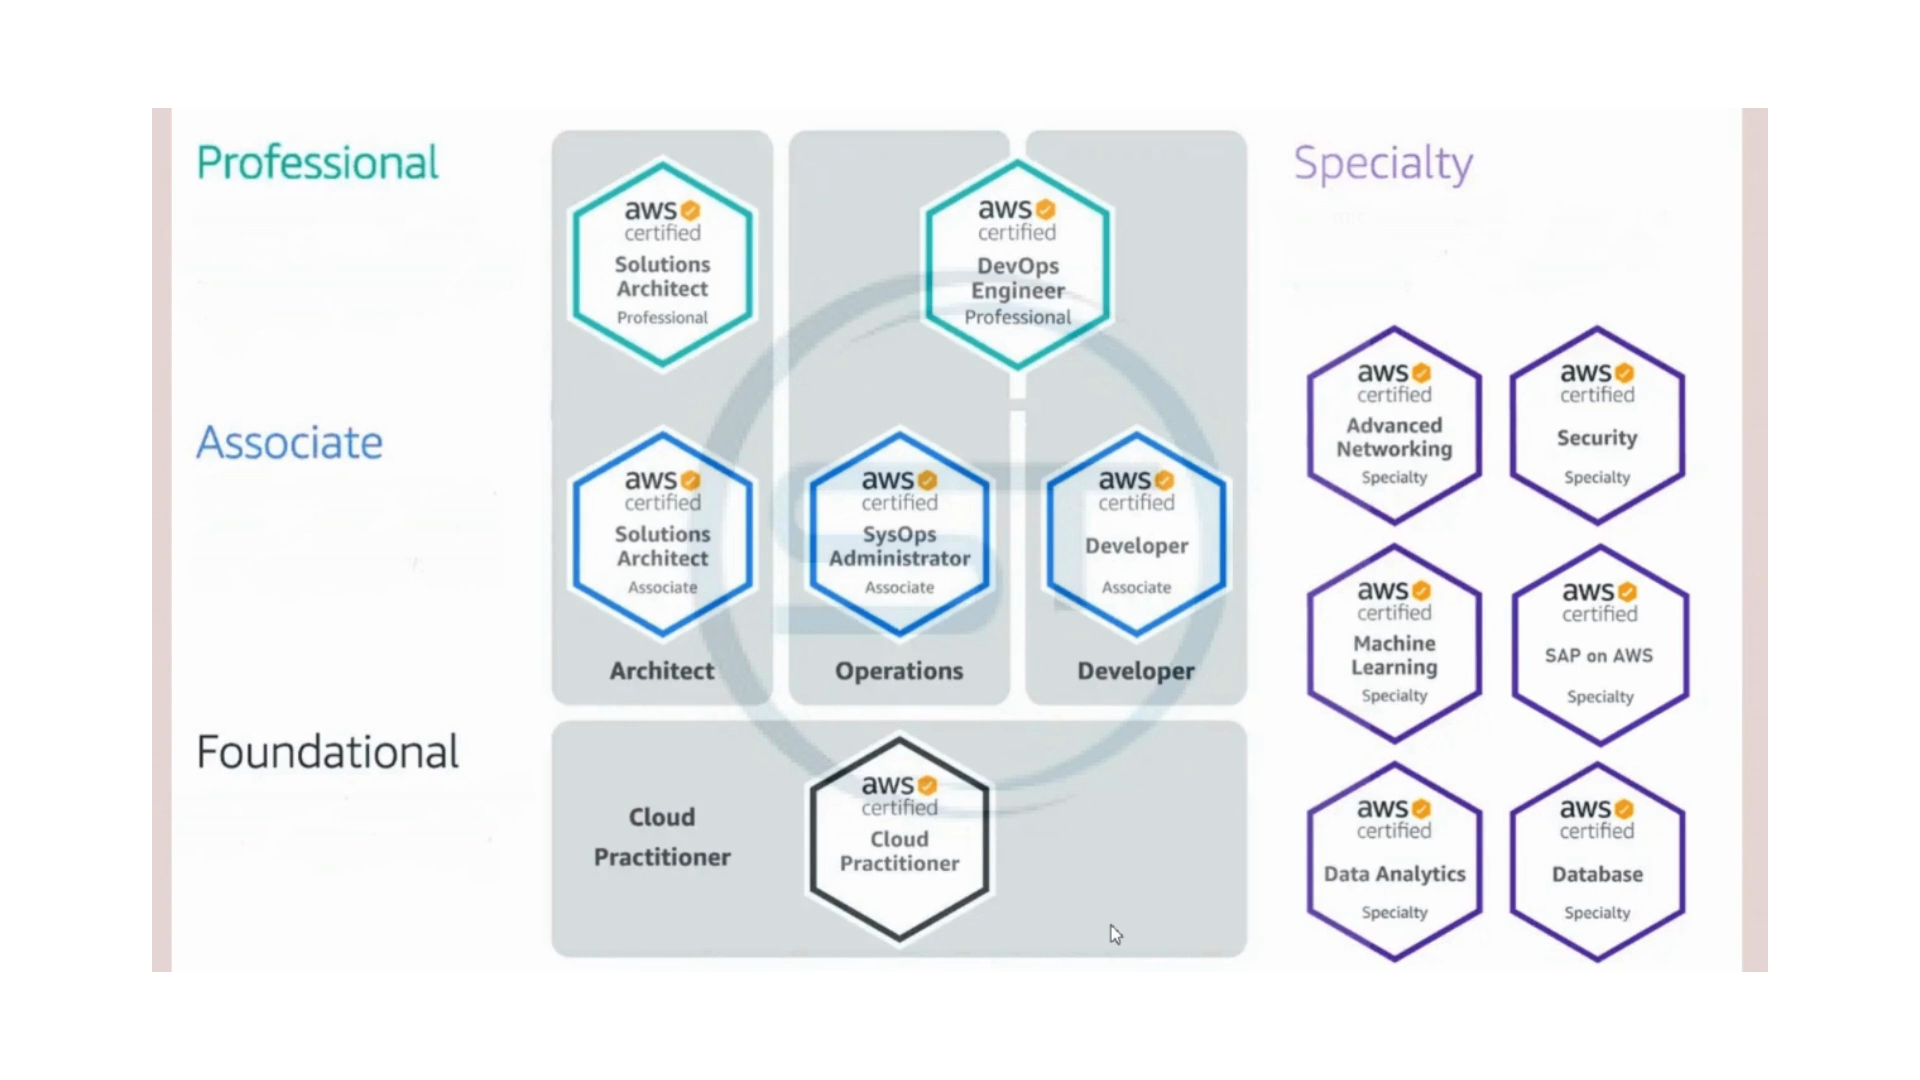 Professional
aws
certified
Solutions
Architect
Professional
aws
certified
DevOps
Engineer
Professional
Associate
aws
certified
Solutions
Architect
Associate
aws
certified
SysOps
Administrator
Associate
aws
certified
Developer
Associate
Architect
Operations
Developer
Foundational
Cloud
Practitioner
aws
certified
Cloud
Practitioner
Specialty
aws
certified
Advanced
Networking
Specialty
aws
certified
Security
Specialty
aws
certified
Machine
Learning
Specialty
aws
certified
SAP on AWS
Specialty
aws
certified
Data Analytics
Specialty
aws
certified
Database
Specialty